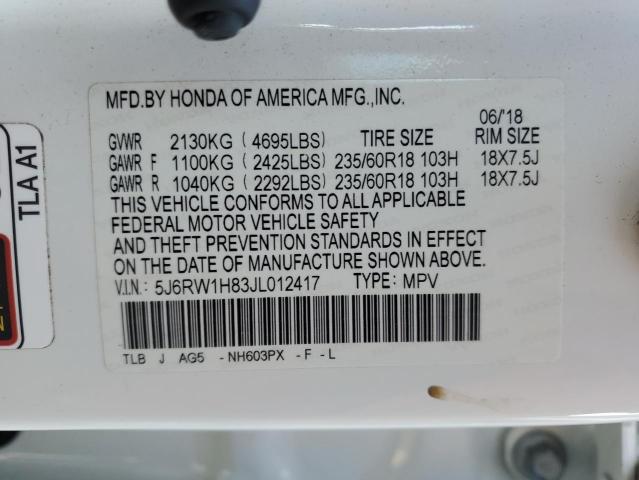 MFD.BY HONDA OF AMERICA MFG.,INC.
06/'18
GVWR 2130KG ( 4695LBS) TIRE SIZE RIM SIZE
GAWR F 1100KG ( 2425LBS) 235/60R18 103H 18X7.5J
GAWR R 1040KG ( 2292LBS) 235/60R18 103H 18X7.5J
THIS VEHICLE CONFORMS TO ALL APPLICABLE
FEDERAL MOTOR VEHICLE SAFETY
AND THEFT PREVENTION STANDARDS IN EFFECT
ON THE DATE OF MANUFACTURE SHOWN ABOVE.
V.I.N: 5J6RW1H83JL012417 TYPE: MPV
TLB J AG5 -NH603PX -F -L
TLA A1